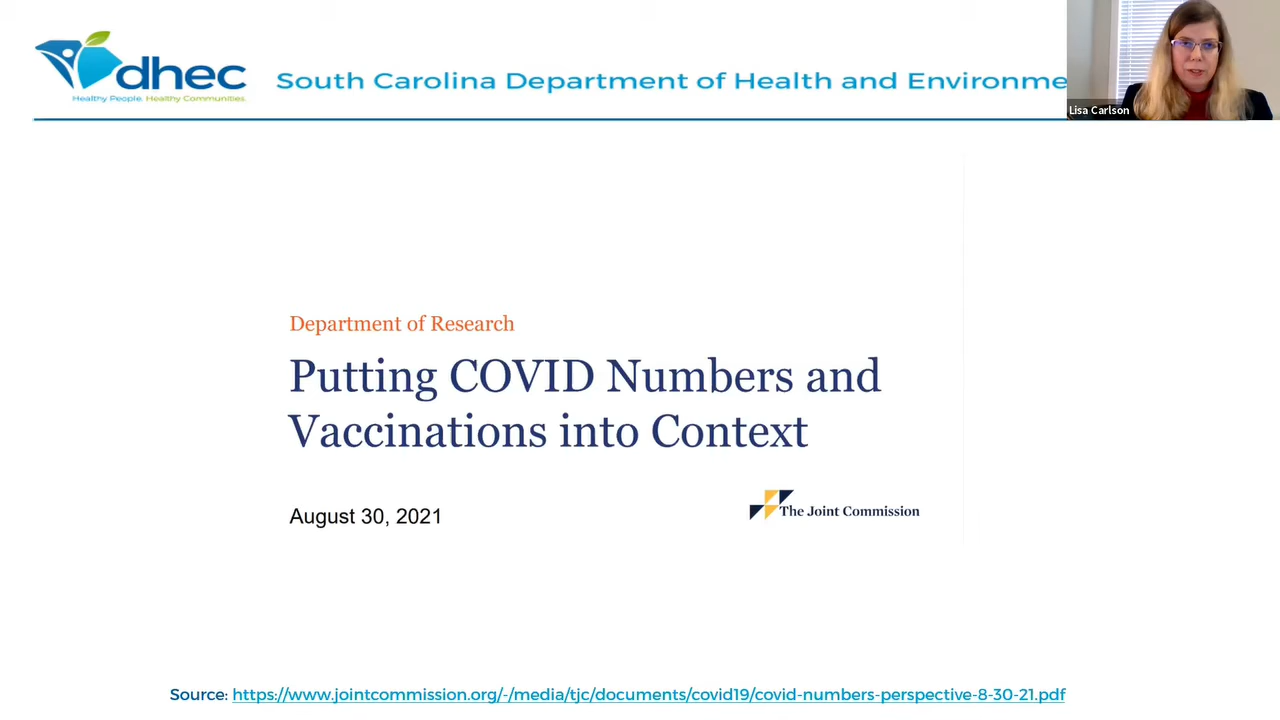 dhec
Healthy People. Healthy Communities.
South Carolina Department of Health and Environme
Lisa Carlson
Department of Research
Putting COVID Numbers and
Vaccinations into Context
August 30, 2021
The Joint Commission
Source: https://www.jointcommission.org/-/media/tjc/documents/covid19/covid-numbers-perspective-8-30-21.pdf